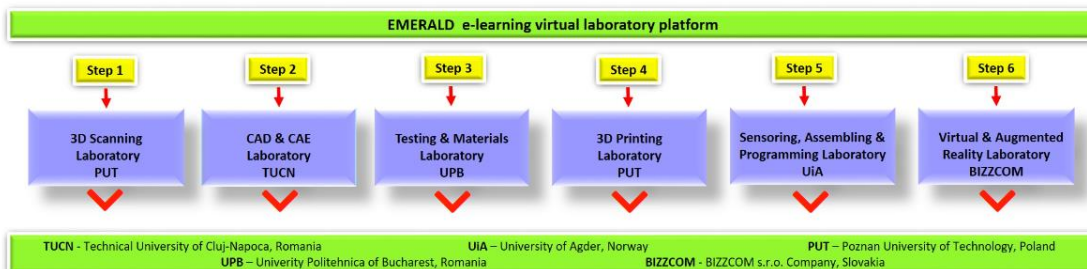 EMERALD e-learning virtual laboratory platform
Step 1
Step 2
Step 3
Step 4
Step 5
Step 6
3D Scanning
Laboratory
PUT
CAD & CAE
Laboratory
TUCN
Testing & Materials
Laboratory
UPB
3D Printing
Laboratory
PUT
Sensoring, Assembling &
Programming Laboratory
UiA
Virtual & Augmented
Reality Laboratory
BIZZCOM
TUCN - Technical University of Cluj-Napoca, Romania
UiA – University of Agder, Norway
PUT – Poznan University of Technology, Poland
UPB – Univerity Politehnica of Bucharest, Romania
BIZZCOM - BIZZCOM s.r.o. Company, Slovakia